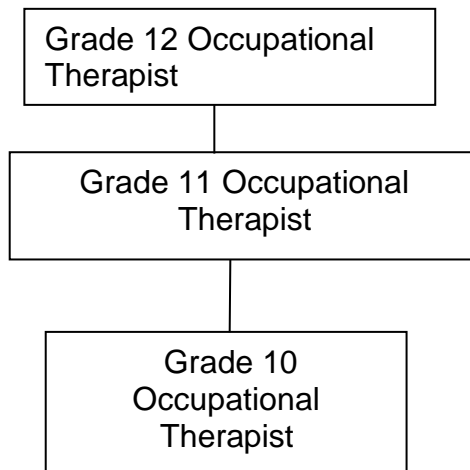 Grade 12 Occupational
Therapist
Grade 11 Occupational
Therapist
Grade 10
Occupational
Therapist